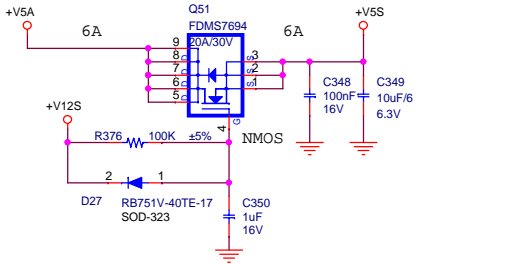 Q51
+V5A
FDMS7694
+V5S
6A
20A/30V
6A
9
8
D
3
S
7
D
2
S
6
D
1
S
5
D
C348
C349
100nF
10uF/6
16V
6.3V
+V12S
4
G
NMOS
R376
100K
±5%
2
1
D27
RB751V-40TE-17
SOD-323
C350
1uF
16V